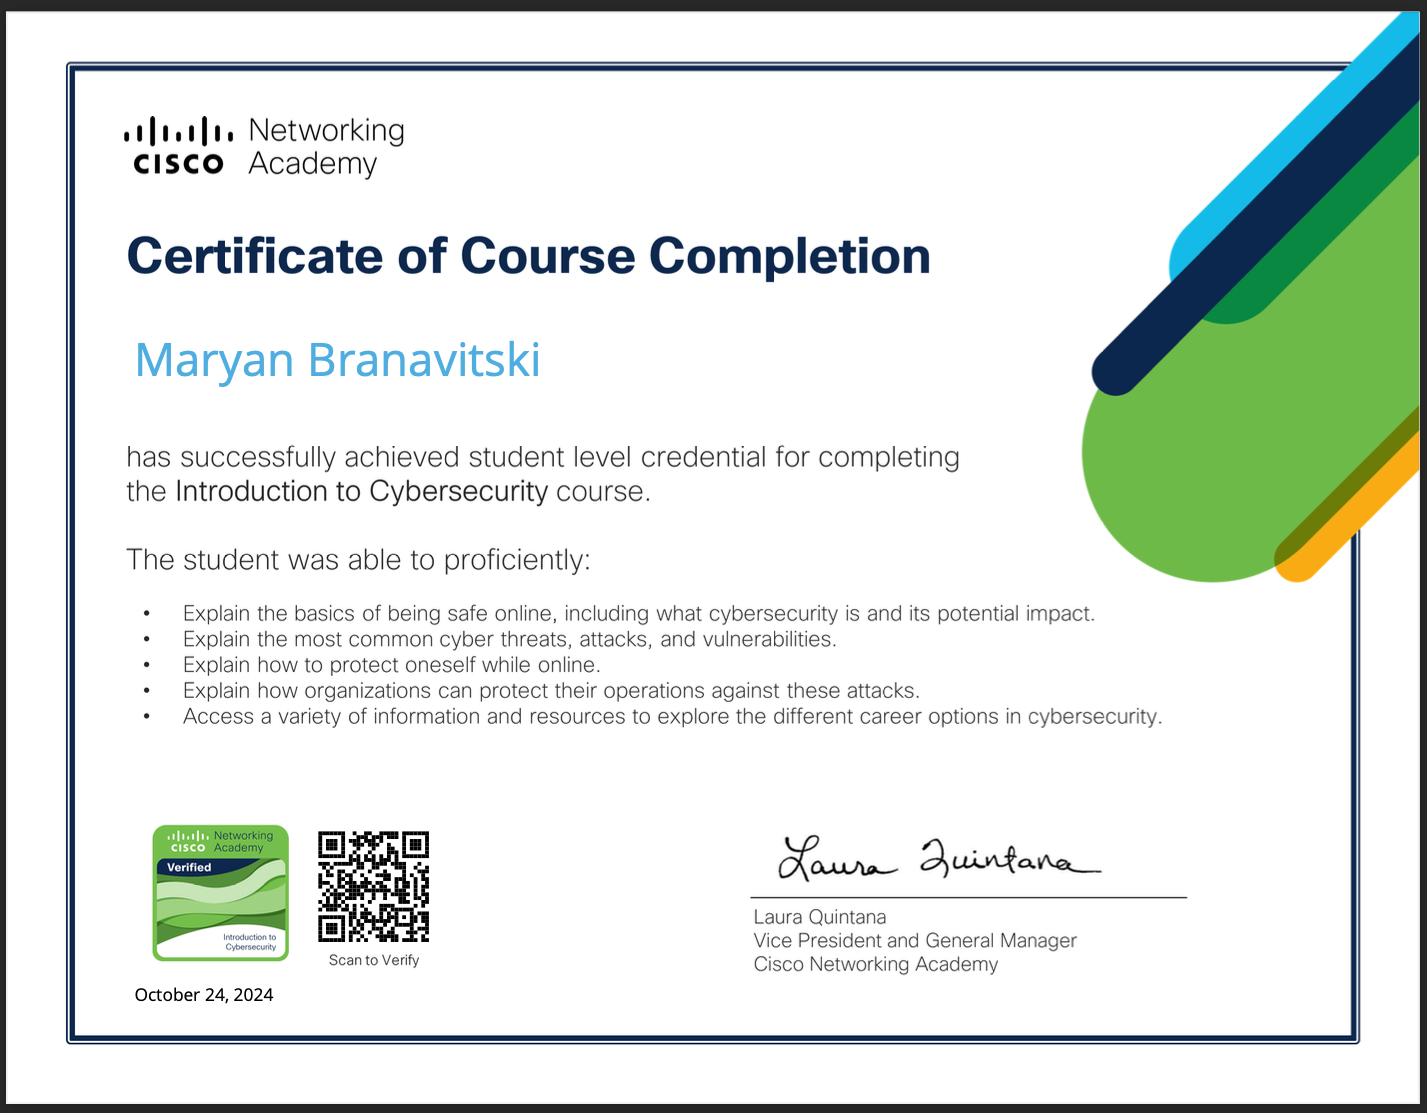 CISCO Networking Academy
Certificate of Course Completion
Maryan Branavitski
has successfully achieved student level credential for completing
the Introduction to Cybersecurity course.
The student was able to proficiently:
• Explain the basics of being safe online, including what cybersecurity is and its potential impact.
• Explain the most common cyber threats, attacks, and vulnerabilities.
• Explain how to protect oneself while online.
• Explain how organizations can protect their operations against these attacks.
• Access a variety of information and resources to explore the different career options in cybersecurity.
CISCO Networking Academy
Verified
Introduction to
Cybersecurity
Scan to Verify
October 24, 2024
Laura Quintana
Laura Quintana
Vice President and General Manager
Cisco Networking Academy